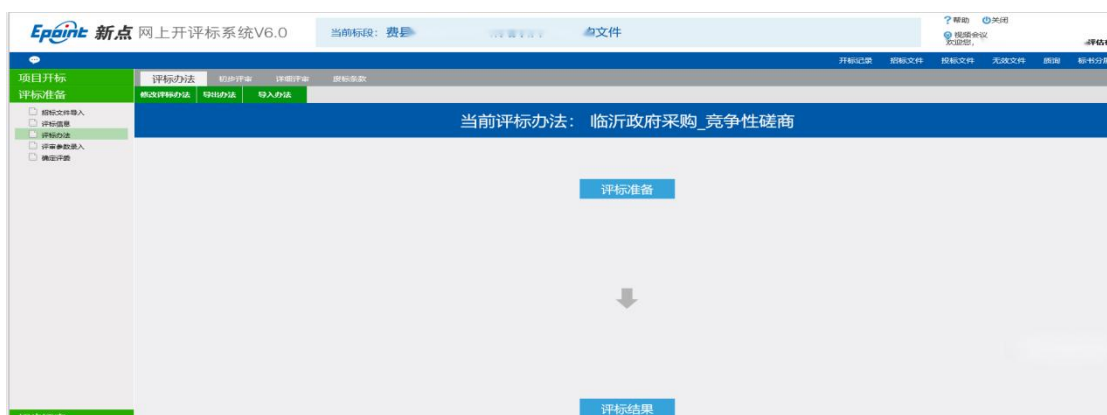 Epoint 新点 网上开评标系统V6.0
当前标段：费县
文件
?帮助 关闭
视频会议
欢迎您，
评估
开标记录 招标文件 投标文件 无效文件 质询
项目开标
评标办法 初步评审 详细评审
评标准备
修改评标办法 导出办法 导入办法
招标文件导入
评标信息
评标办法
评审参数录入
确定评委
当前评标办法： 临沂政府采购_竞争性磋商
评标准备
评标结果